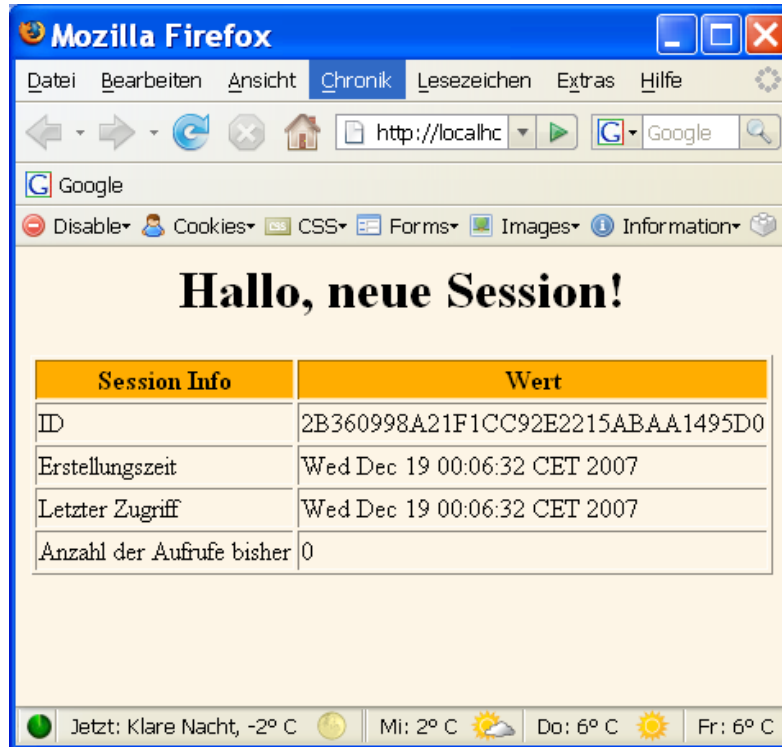 Mozilla Firefox
Datei Bearbeiten Ansicht Chronik Lesezeichen Extras Hilfe
http://localhc G Google
G Google
Disable Cookies CSS Forms Images Information
Hallo, neue Session!
Session Info Wert
ID 2B360998A21F1CC92E2215ABAA1495D0
Erstellungszeit Wed Dec 19 00:06:32 CET 2007
Letzter Zugriff Wed Dec 19 00:06:32 CET 2007
Anzahl der Aufrufe bisher 0
Jetzt: Klare Nacht, -2° C Mi: 2° C Do: 6° C Fr: 6° C